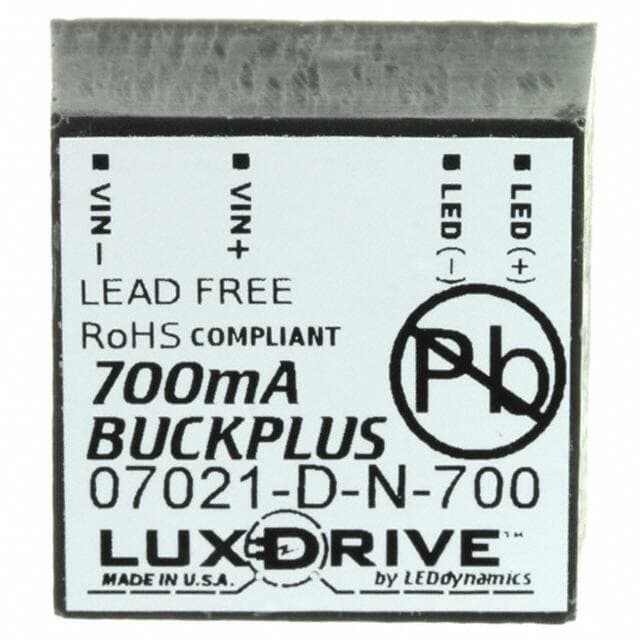 VIN-
VIN+
LED(-)
LED(+)
LEAD FREE
RoHS COMPLIANT
Pb
700mA
BUCKPLUS
07021-D-N-700
LUXDRIVE™
MADE IN U.S.A.
by LEDdynamics